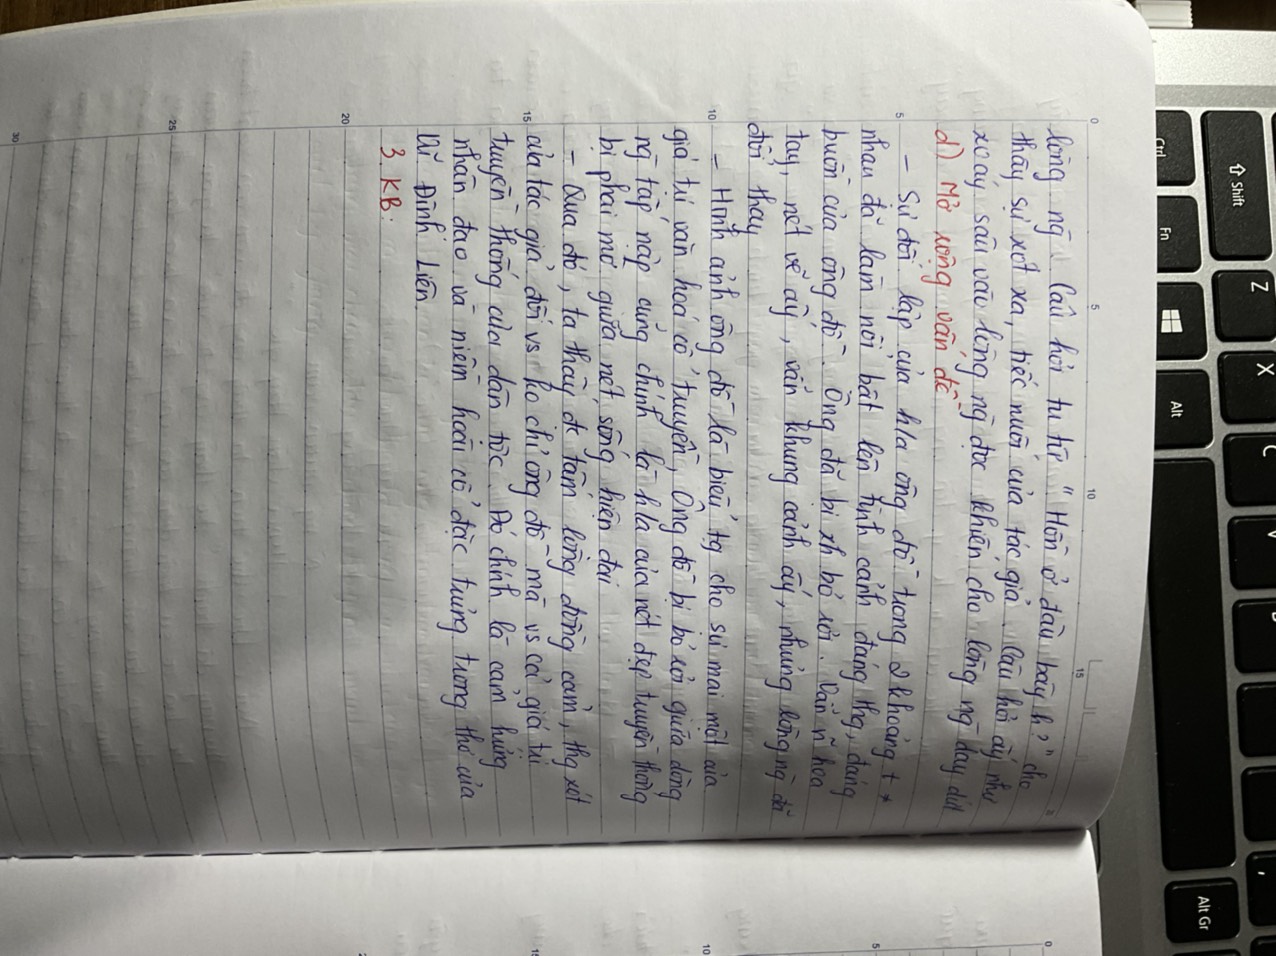 ⇧ Shift
Z
X
C
V
Alt Gr
Ctrl
Fn
Alt
0 5 10 15
lòng ng̅. Câu hỏi tu từ "Hồn ở đâu bây h?" cho
thấy sự xót xa, tiếc nuối của tác giả. Câu hỏi ấy như
xoáy sâu vào lòng ng̅ đọc khiến cho lòng ng̅ day dứt
d) Mở rộng vấn đề
- Sự đối lập của h/a ông đồ trong 2 khoảng t ≠
5
nhau đã làm nổi bật lên tình cảnh đáng thg, đáng
buồn của ông đồ. Ông đã bị xh bỏ rơi. Vẫn n̄ hoa
tay, nét vẽ ấy, vẫn khung cảnh ấy, nhưng lòng ng̅ đã
đổi thay
- Hình ảnh ông đồ là biểu tg cho sự mai một của
10
giá trị văn hoá cổ truyền, Ông đồ bị bỏ rơi giữa dòng
ng̅ tấp nập cũng chính là h/a của nét đẹp truyền thống
bị phai mờ giữa nét sống hiện đại
- Qua đó, ta thấy đc tấm lòng đồng cảm, thg xót
15
của tác giả đối vs ko chỉ ông đồ mà vs cả giá trị
truyền thống của dân tộc. Đó chính là cảm hứng
nhân đạo và niềm hoài cổ đặc trưng trong thơ của
Vũ Đình Liên.
3. KB:
20
25
30
0
5
10